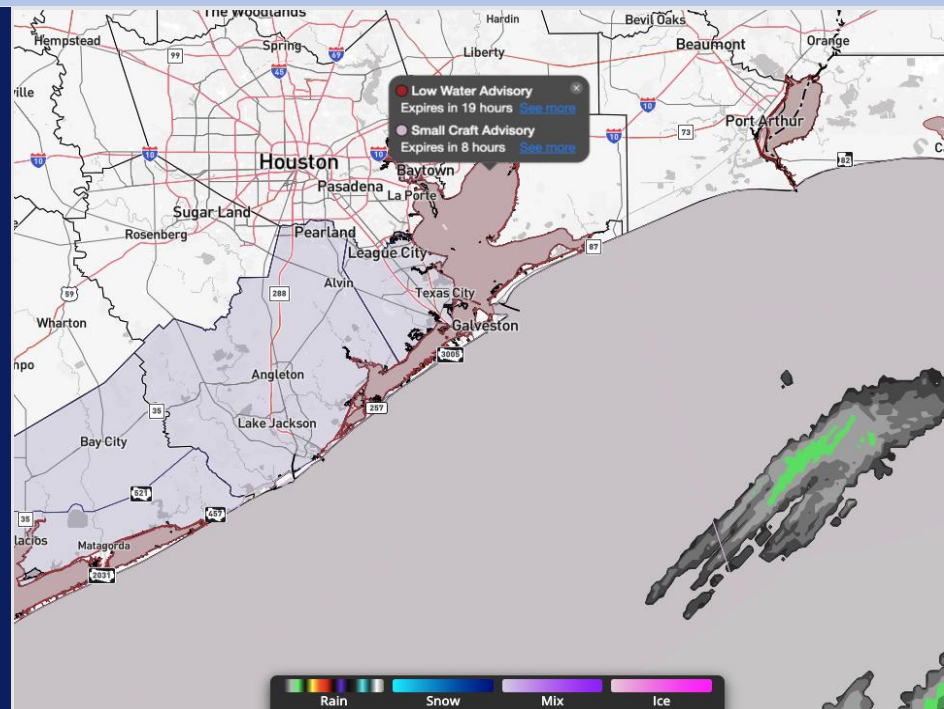 The Woodlands
Hardin
Bevil Oaks
Hempstead
Spring
69
Liberty
Beaumont
Orange
99
45
ville
Low Water Advisory
Expires in 19 hours See more
Small Craft Advisory
Expires in 8 hours See more
10
10
10
10
10
73
Port Arthur
82
C
Houston
Baytown
Pasadena
La Porte
Sugar Land
Rosenberg
Pearland
87
League City
59
288
Alvin
Texas City
Wharton
Galveston
3005
npo
Angleton
257
35
Lake Jackson
Bay City
521
457
35
lacios
Matagorda
2031
Rain
Snow
Mix
Ice